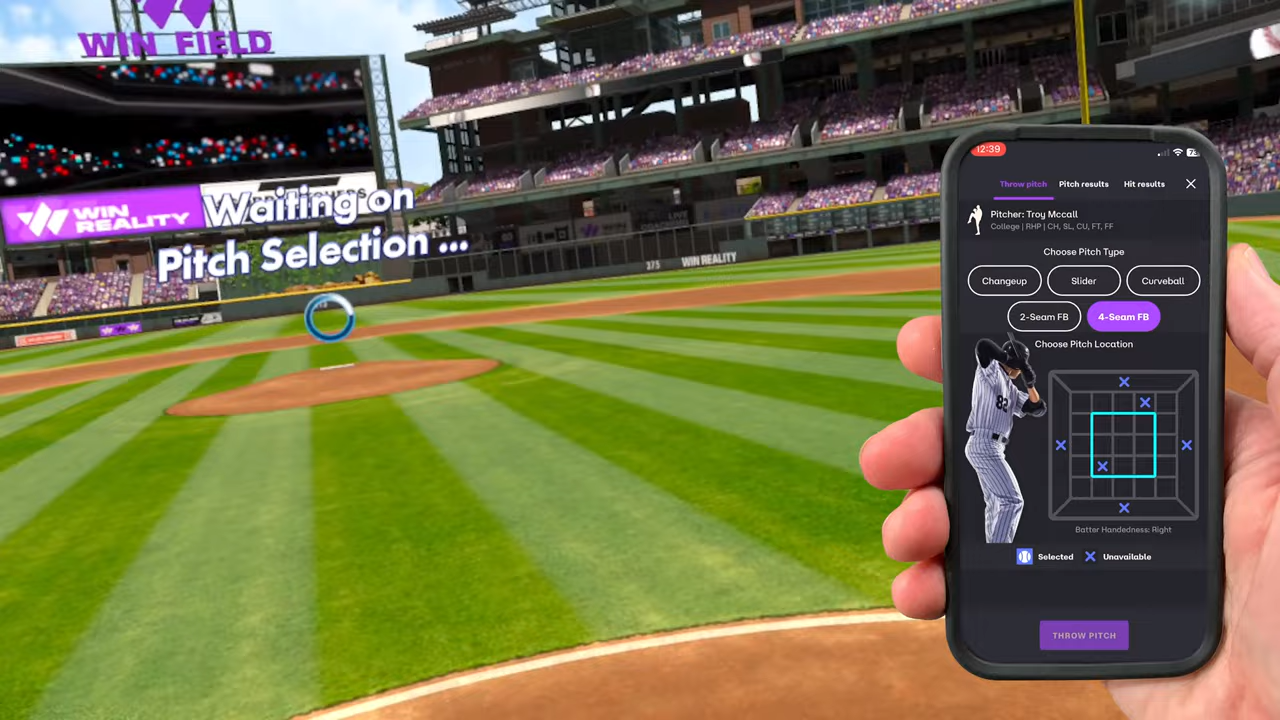 WIN FIELD
WIN
REALITY
Waiting on
Pitch Selection ...
375
WIN REALITY
12:39
73
Throw pitch
Pitch results
Hit results
Pitcher: Troy Mccall
College | RHP | CH, SL, CU, FT, FF
Choose Pitch Type
Changeup
Slider
Curveball
2-Seam FB
4-Seam FB
Choose Pitch Location
82
Batter Handedness: Right
Selected
Unavailable
THROW PITCH